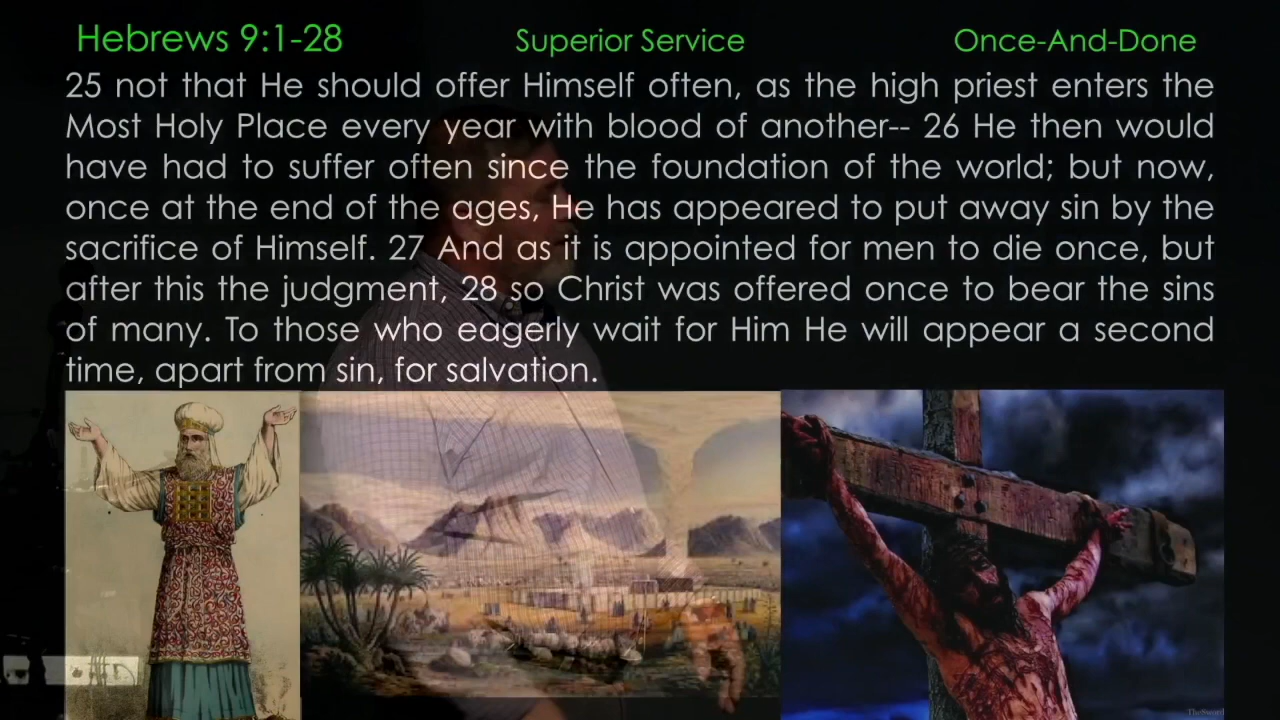 Hebrews 9:1-28 Superior Service Once-And-Done
25 not that He should offer Himself often, as the high priest enters the
Most Holy Place every year with blood of another-- 26 He then would
have had to suffer often since the foundation of the world; but now,
once at the end of the ages, He has appeared to put away sin by the
sacrifice of Himself. 27 And as it is appointed for men to die once, but
after this the judgment, 28 so Christ was offered once to bear the sins
of many. To those who eagerly wait for Him He will appear a second
time, apart from sin, for salvation.